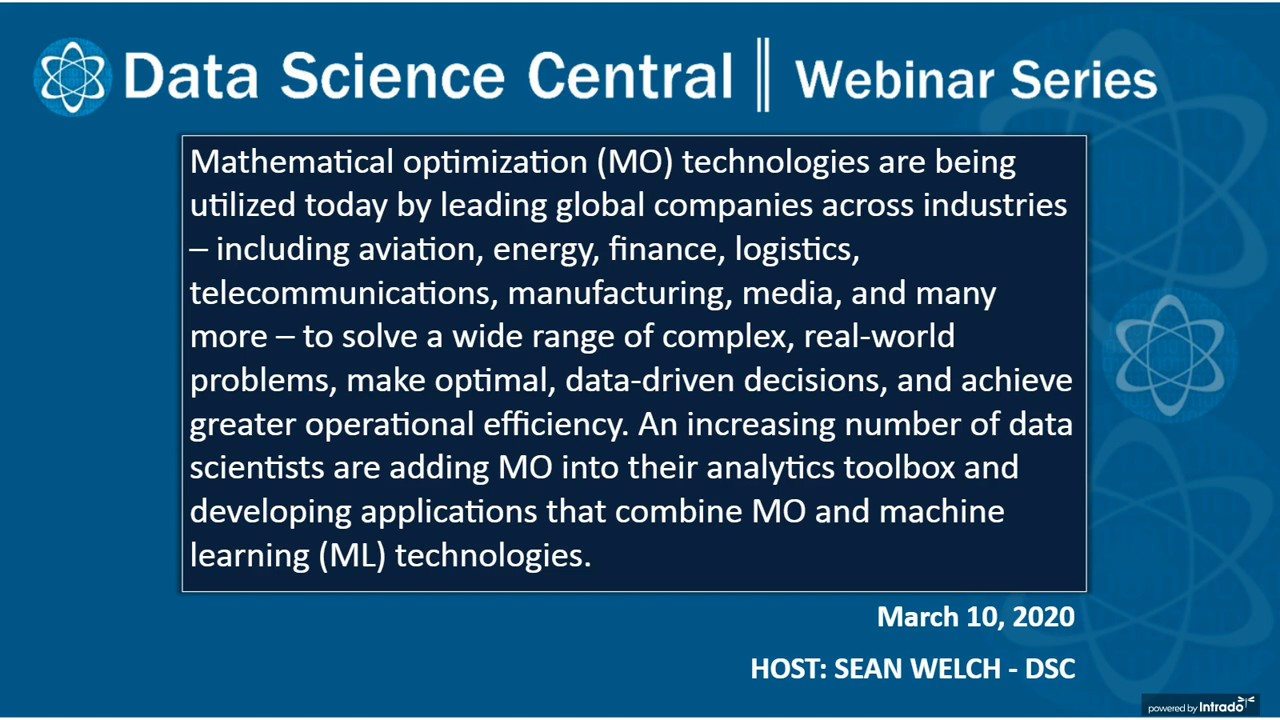 Data Science Central || Webinar Series
Mathematical optimization (MO) technologies are being
utilized today by leading global companies across industries
– including aviation, energy, finance, logistics,
telecommunications, manufacturing, media, and many
more – to solve a wide range of complex, real-world
problems, make optimal, data-driven decisions, and achieve
greater operational efficiency. An increasing number of data
scientists are adding MO into their analytics toolbox and
developing applications that combine MO and machine
learning (ML) technologies.
March 10, 2020
HOST: SEAN WELCH - DSC
powered by Intrado